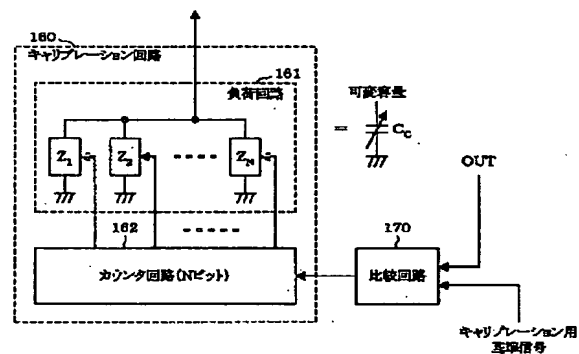 160
キャリブレーション回路
161
負荷回路
Z1
Z2
ZN
可変容量
= CC
OUT
162
カウンタ回路(Nビット)
170
比較回路
キャリブレーション用
基準信号